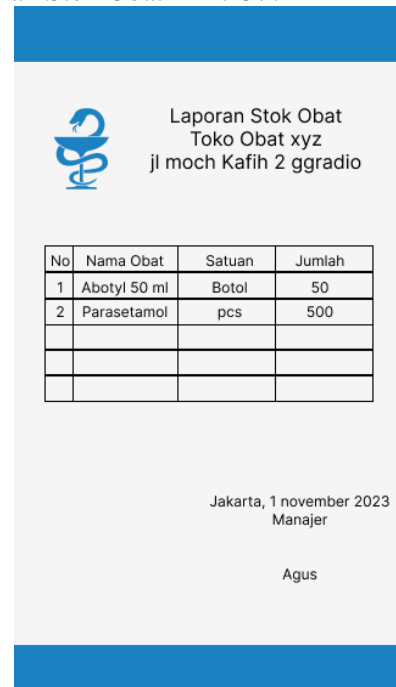 Laporan Stok Obat
Toko Obat xyz
jl moch Kafih 2 ggradio
No Nama Obat Satuan Jumlah
1 Abotyl 50 ml Botol 50
2 Parasetamol pcs 500
Jakarta, 1 november 2023
Manajer
Agus